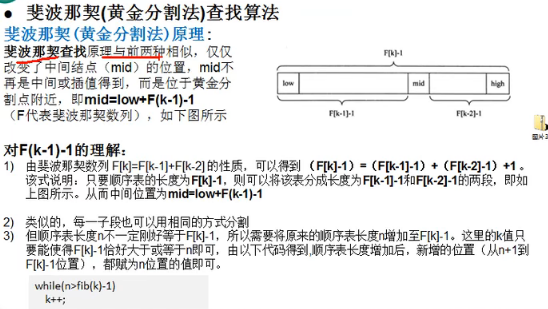 ● 斐波那契(黄金分割法)查找算法
斐波那契(黄金分割法)原理:
斐波那契查找原理与前两种相似，仅仅
改变了中间结点（mid）的位置，mid不
再是中间或插值得到，而是位于黄金分
割点附近，即mid=low+F(k-1)-1
（F代表斐波那契数列），如下图所示
F[k]-1
low
mid
high
F[k-1]-1
F[k-2]-1
对F(k-1)-1的理解：
1) 由斐波那契数列 F[k]=F[k-1]+F[k-2] 的性质，可以得到 （F[k]-1）=（F[k-1]-1）+（F[k-2]-1）+1 。
该式说明：只要顺序表的长度为F[k]-1，则可以将该表分成长度为F[k-1]-1和F[k-2]-1的两段，即如
上图所示。从而中间位置为mid=low+F(k-1)-1
2) 类似的，每一子段也可以用相同的方式分割
3) 但顺序表长度n不一定刚好等于F[k]-1，所以需要将原来的顺序表长度n增加至F[k]-1。这里的k值只
要能使得F[k]-1恰好大于或等于n即可，由以下代码得到,顺序表长度增加后，新增的位置（从n+1到
F[k]-1位置），都赋为n位置的值即可。
while(n>fib(k)-1)
k++;